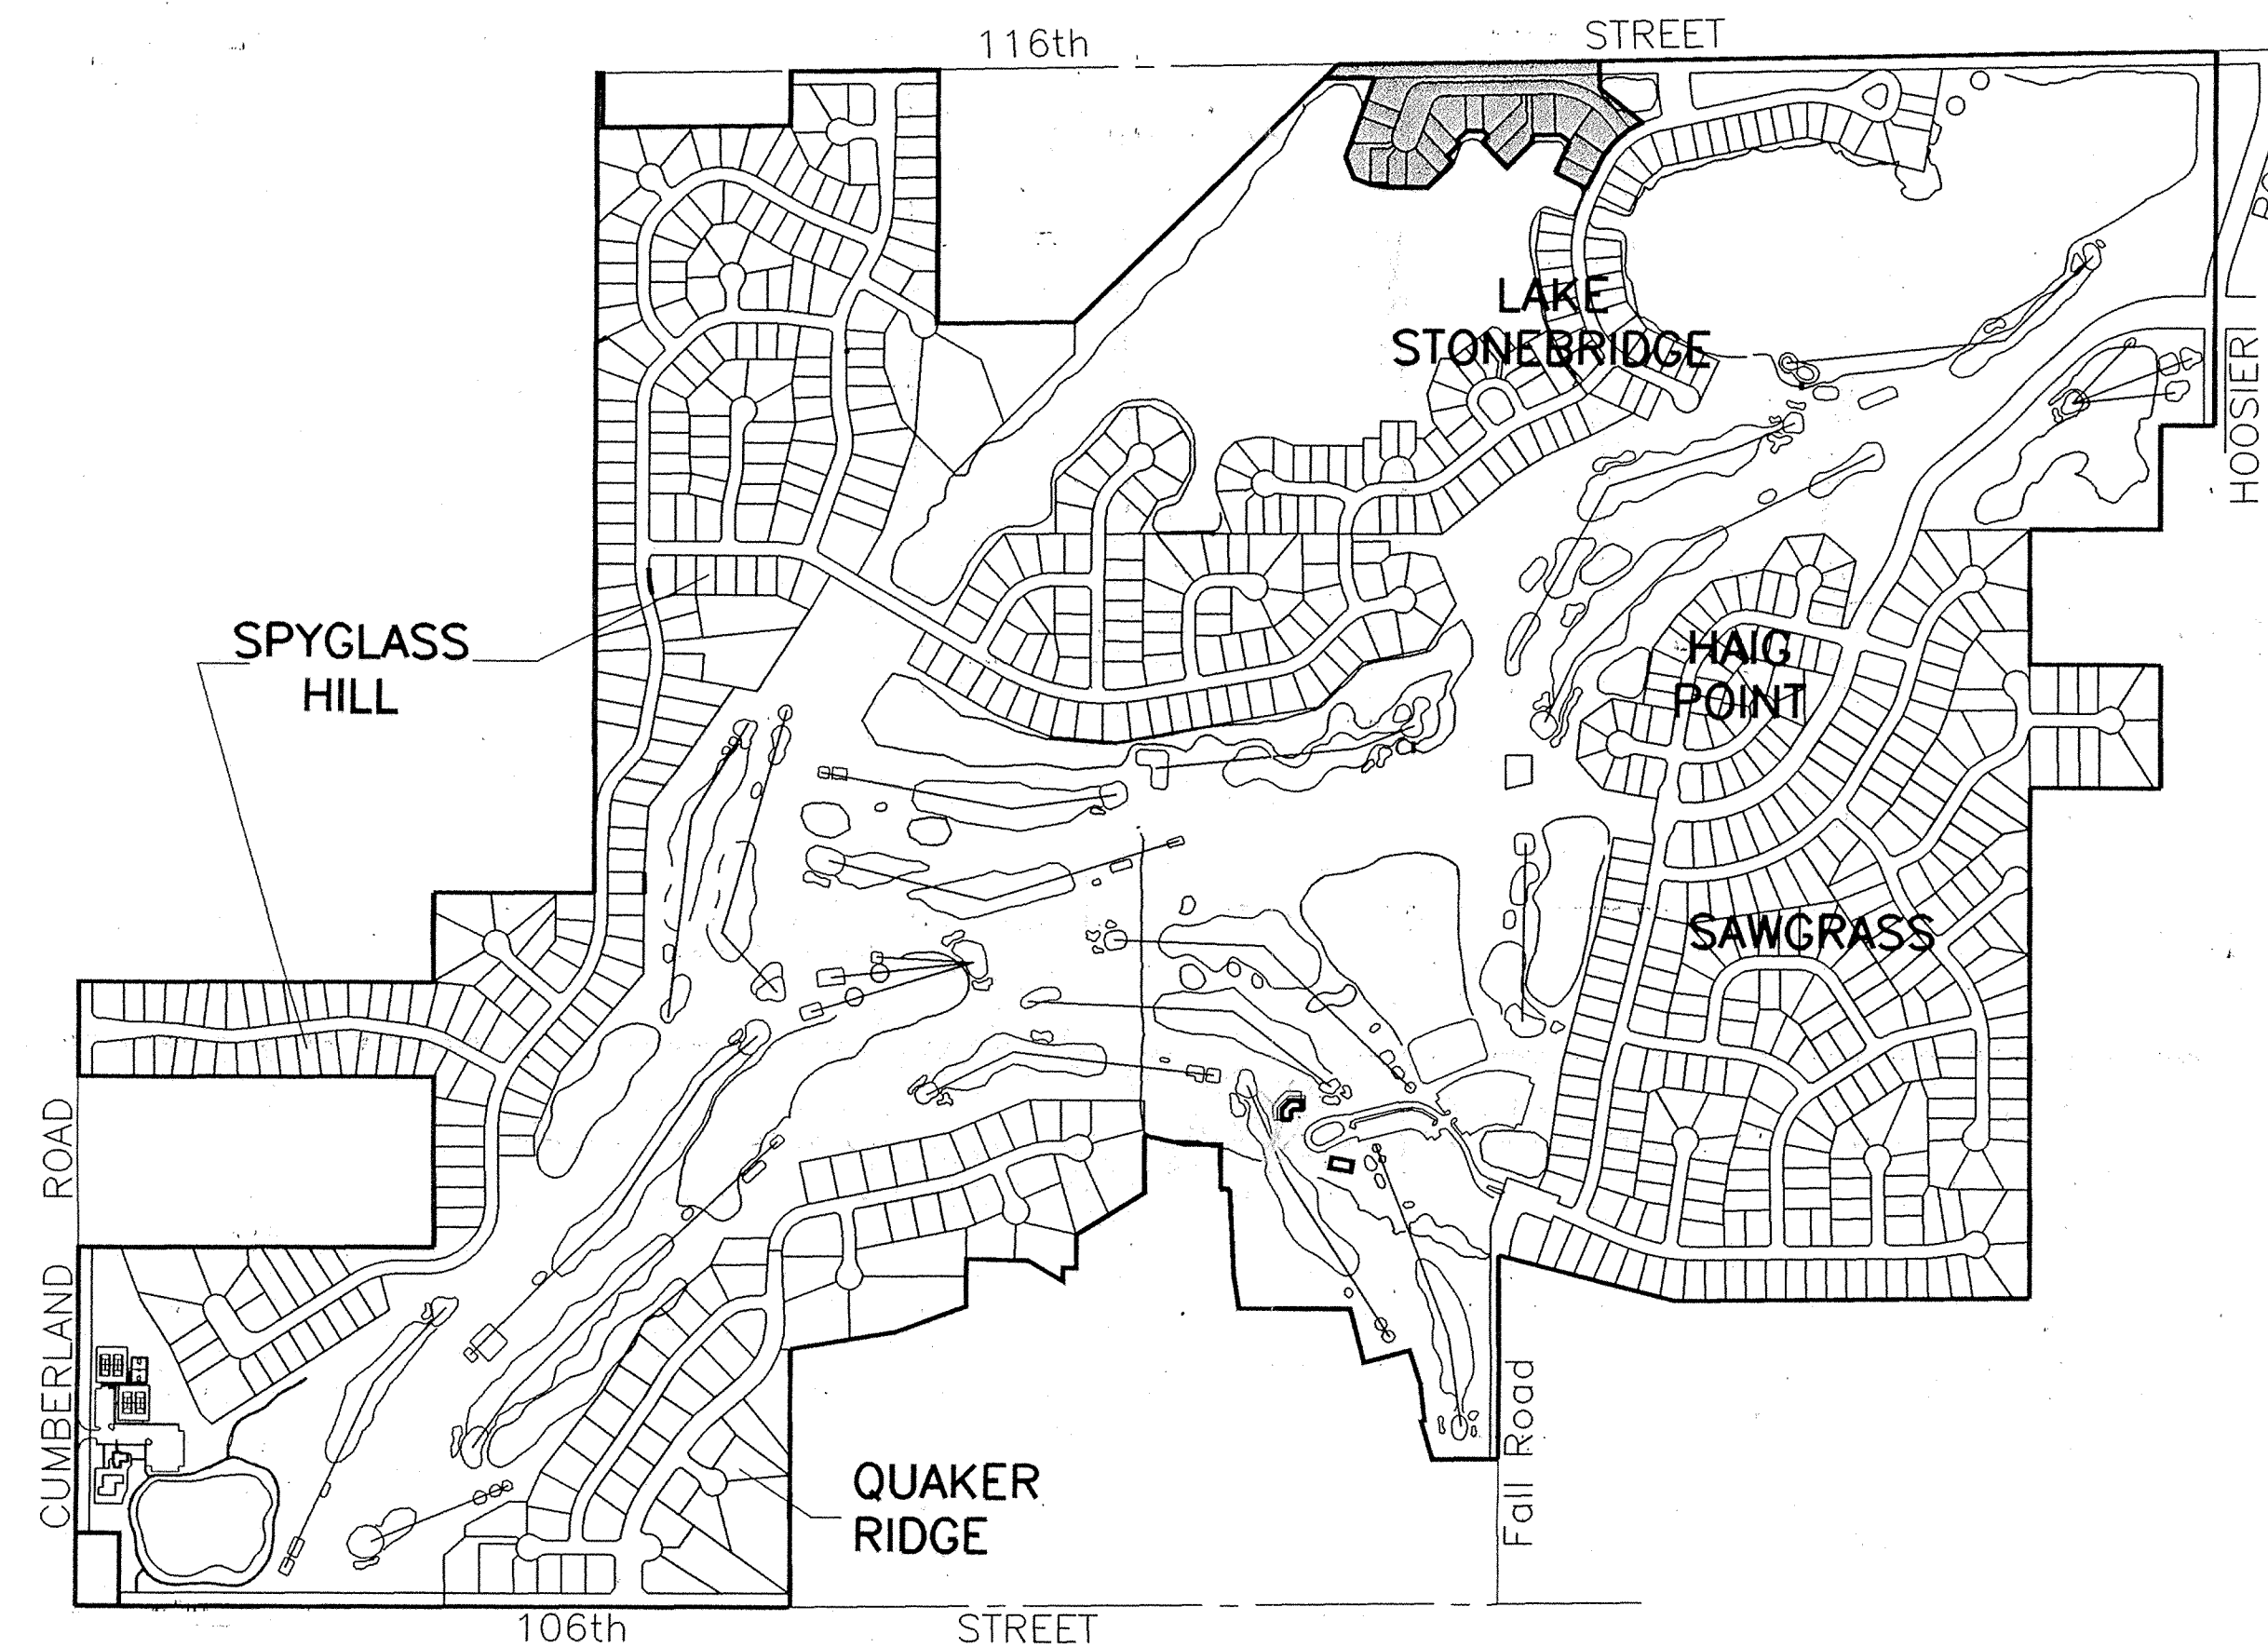 116th STREET
LAKE
STONEBRIDGE
HOOSIER
SPYGLASS
HILL
HAIG
POINT
SAWGRASS
CUMBERLAND ROAD
QUAKER
RIDGE
Fall Road
106th STREET